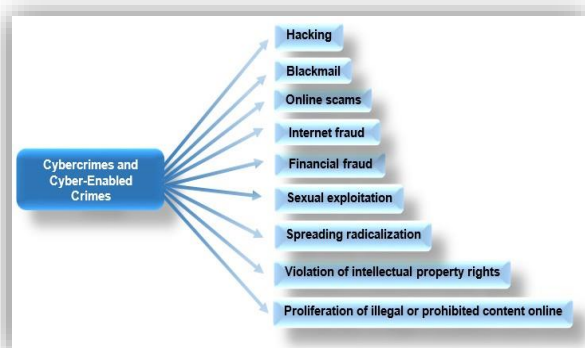 Cybercrimes and
Cyber-Enabled
Crimes
Hacking
Blackmail
Online scams
Internet fraud
Financial fraud
Sexual exploitation
Spreading radicalization
Violation of intellectual property rights
Proliferation of illegal or prohibited content online